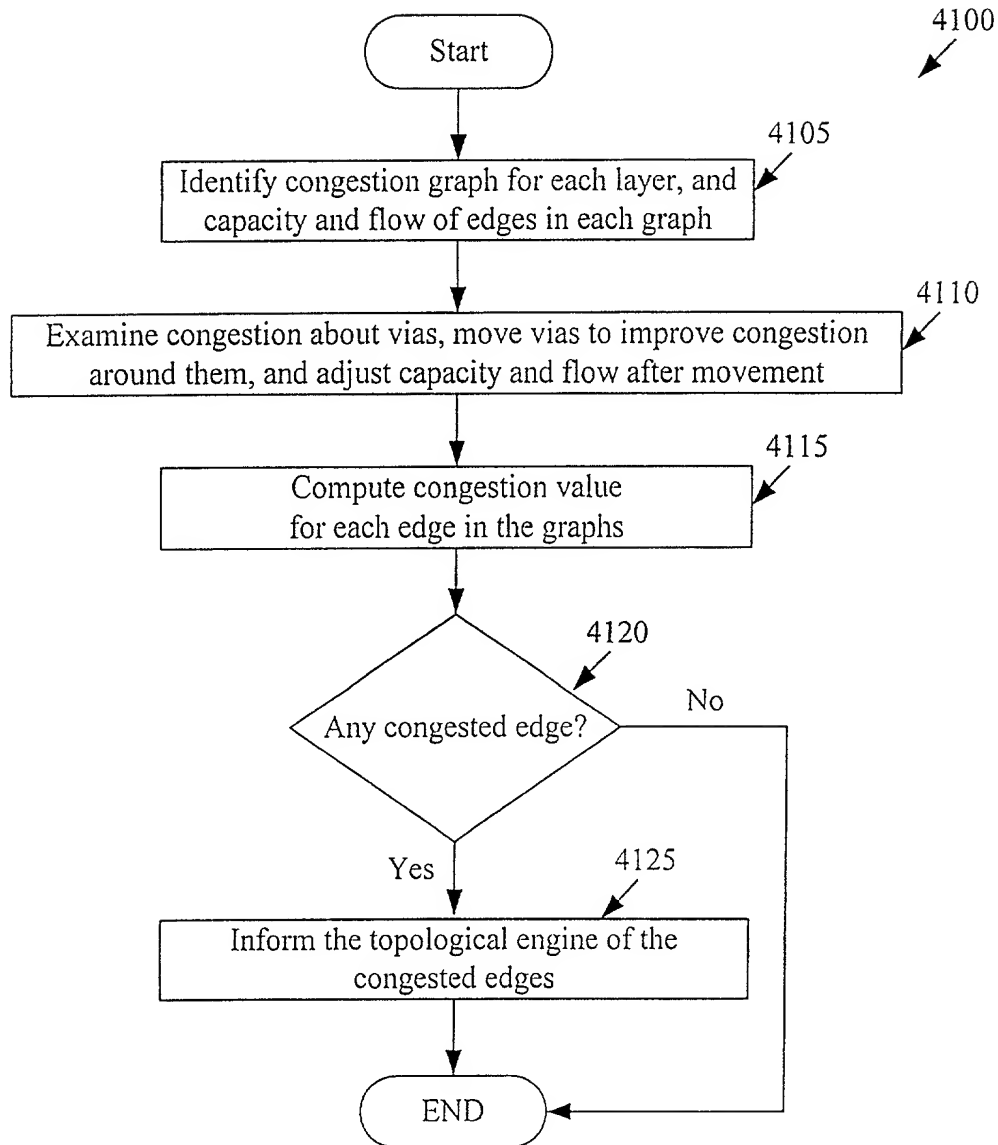 4100
Start
4105
Identify congestion graph for each layer, and
capacity and flow of edges in each graph
4110
Examine congestion about vias, move vias to improve congestion
around them, and adjust capacity and flow after movement
4115
Compute congestion value
for each edge in the graphs
4120
Any congested edge?
No
Yes
4125
Inform the topological engine of the
congested edges
END